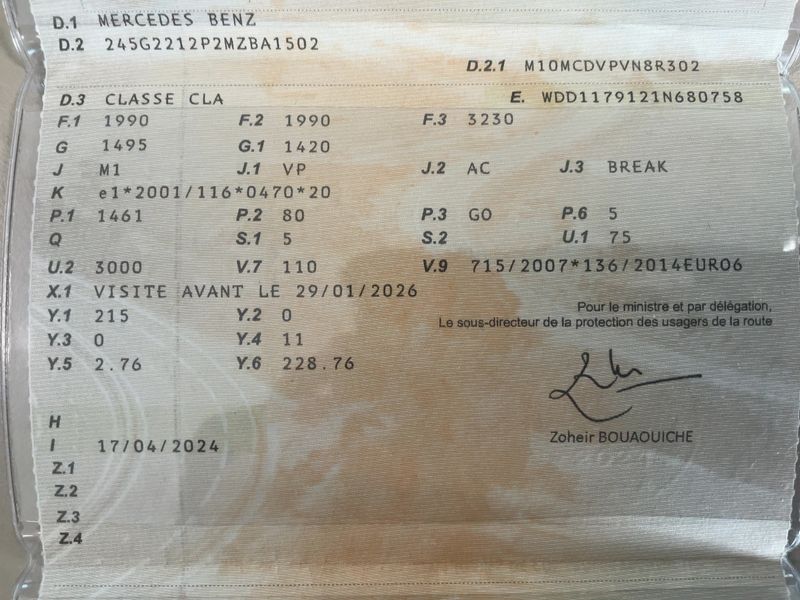 D.1 MERCEDES BENZ
D.2 245G2212P2MZBA1502
D.2.1 M10MCDVPVN8R302
D.3 CLASSE CLA E. WDD1179121N680758
F.1 1990 F.2 1990 F.3 3230
G 1495 G.1 1420
J M1 J.1 VP J.2 AC J.3 BREAK
K e1*2001/116*0470*20
P.1 1461 P.2 80 P.3 GO P.6 5
Q S.1 5 S.2 U.1 75
U.2 3000 V.7 110 V.9 715/2007*136/2014EURO6
X.1 VISITE AVANT LE 29/01/2026
Y.1 215 Y.2 0
Pour le ministre et par délégation,
Le sous-directeur de la protection des usagers de la route
Y.3 0 Y.4 11
Y.5 2.76 Y.6 228.76
H
Zoheir BOUAOUICHE
I 17/04/2024
Z.1
Z.2
Z.3
Z.4